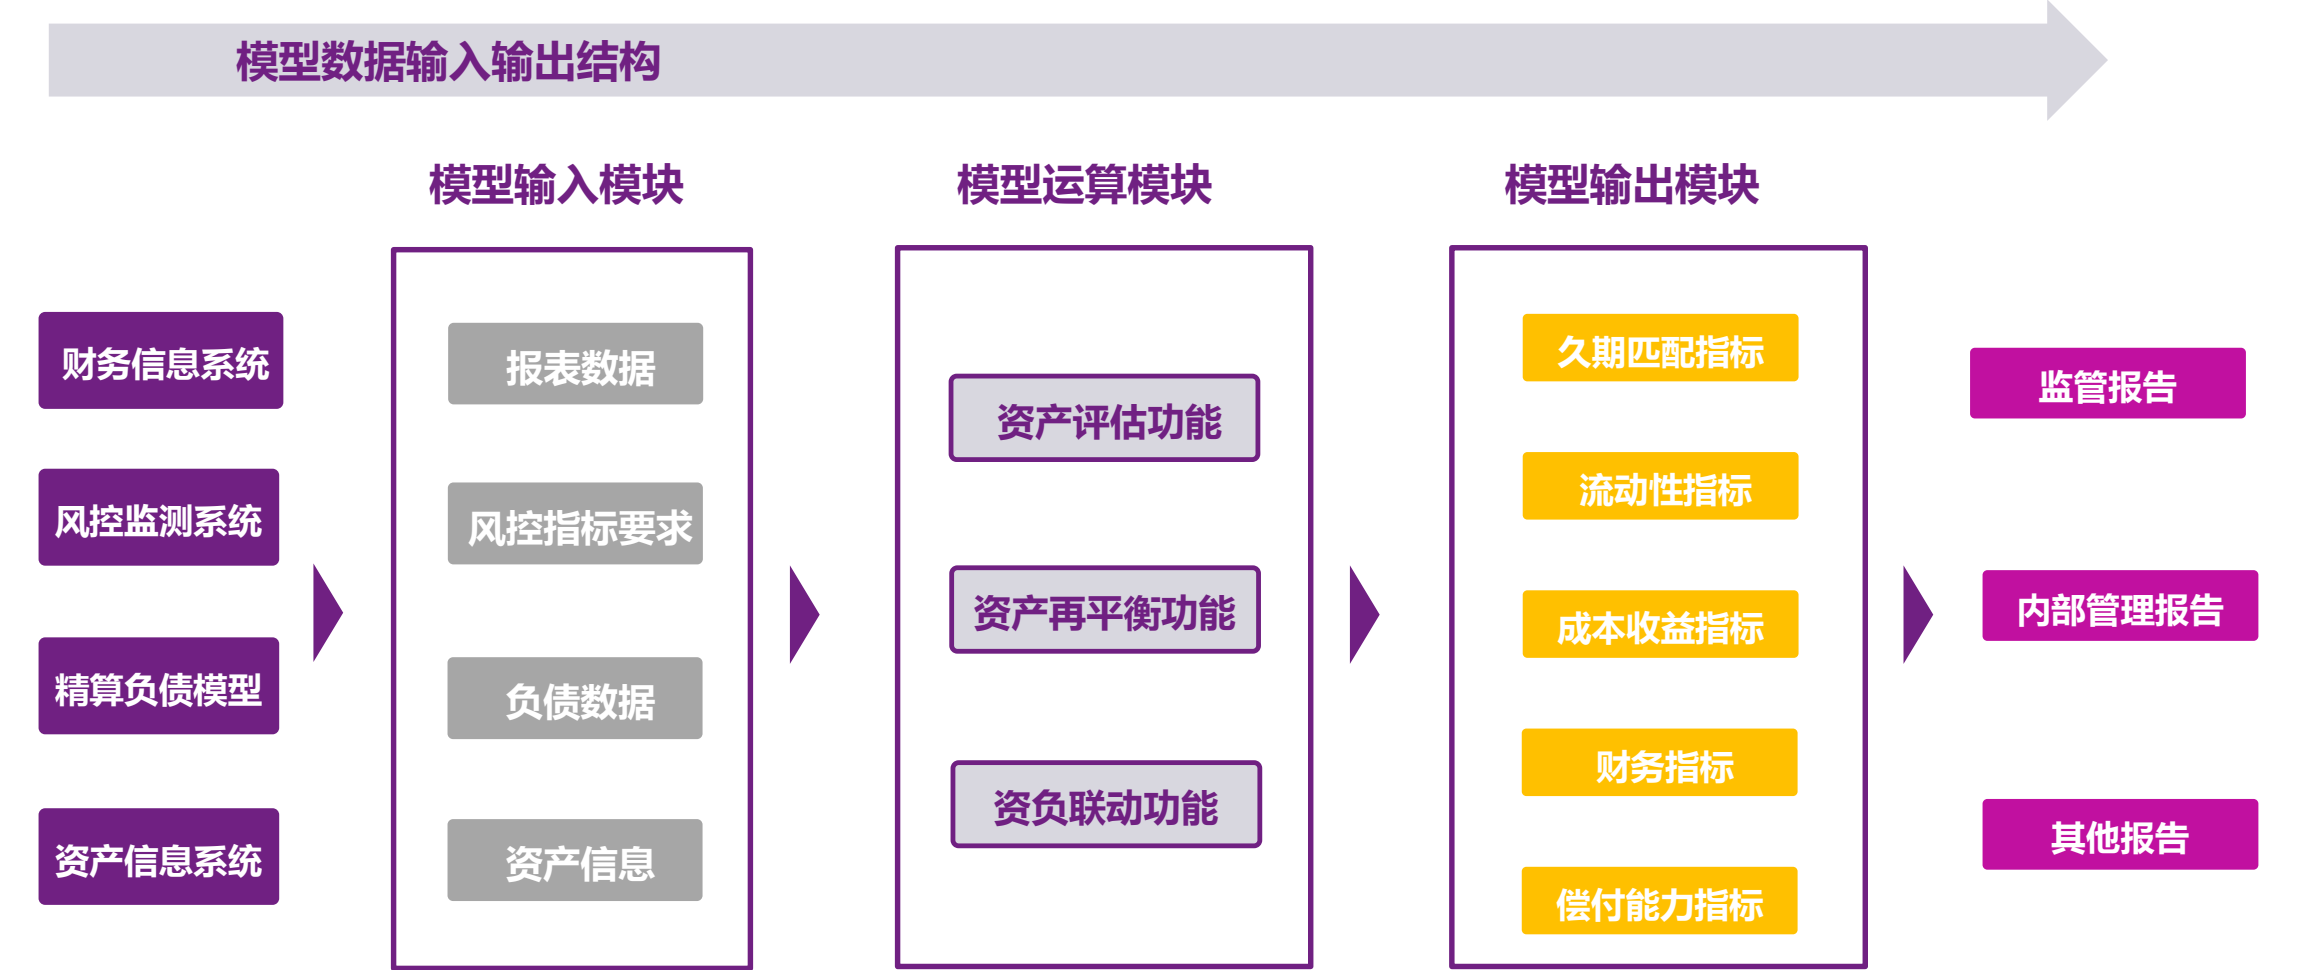 模型数据输入输出结构
模型输入模块
模型运算模块
模型输出模块
财务信息系统
风控监测系统
精算负债模型
资产信息系统
报表数据
风控指标要求
负债数据
资产信息
资产评估功能
资产再平衡功能
资负联动功能
久期匹配指标
流动性指标
成本收益指标
财务指标
偿付能力指标
监管报告
内部管理报告
其他报告